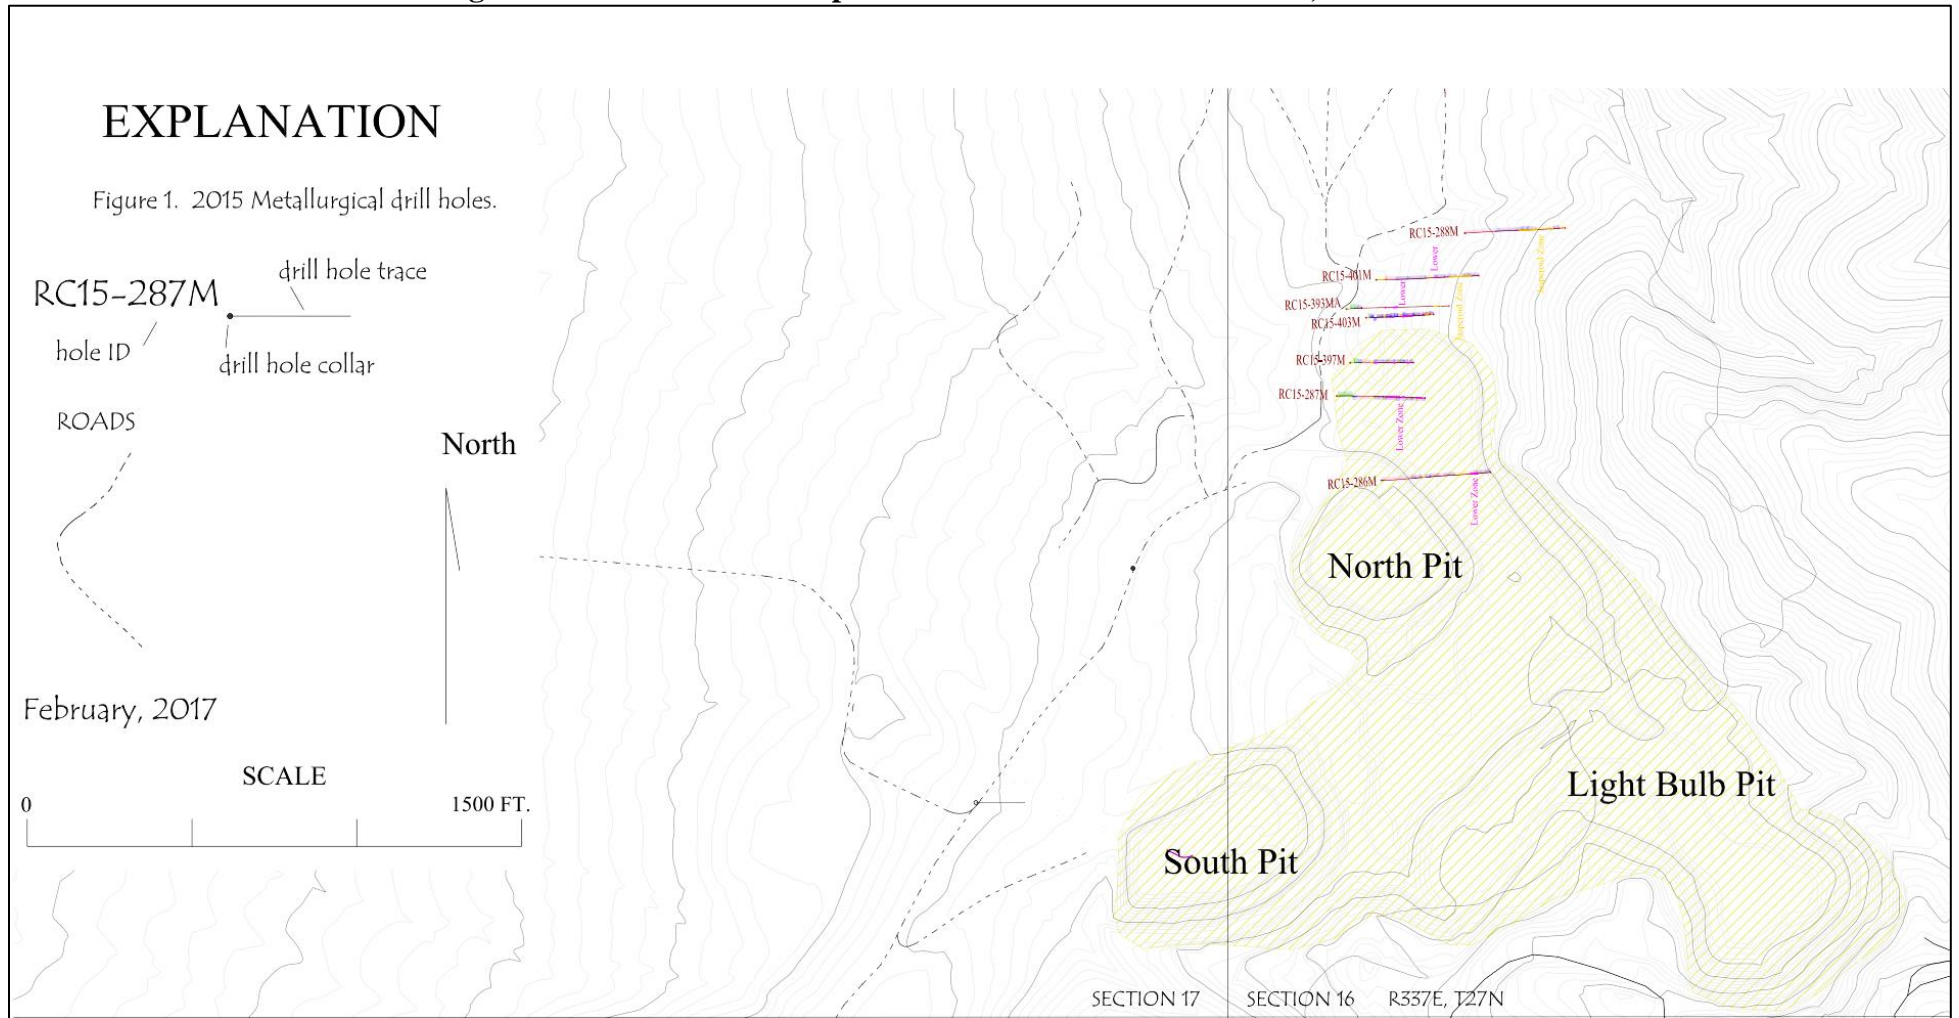 EXPLANATION
Figure 1. 2015 Metallurgical drill holes.
drill hole trace
RC15-287M
hole ID
drill hole collar
ROADS
North
February, 2017
SCALE
0
1500 FT.
RC15-288M
Lower
RC15-401M
Lower
RC15-393MA
RC15-403M
RC15-397M
RC15-287M
Lower Zone
RC15-286M
Lower Zone
North Pit
Light Bulb Pit
South Pit
SECTION 17
SECTION 16
R337E, T27N